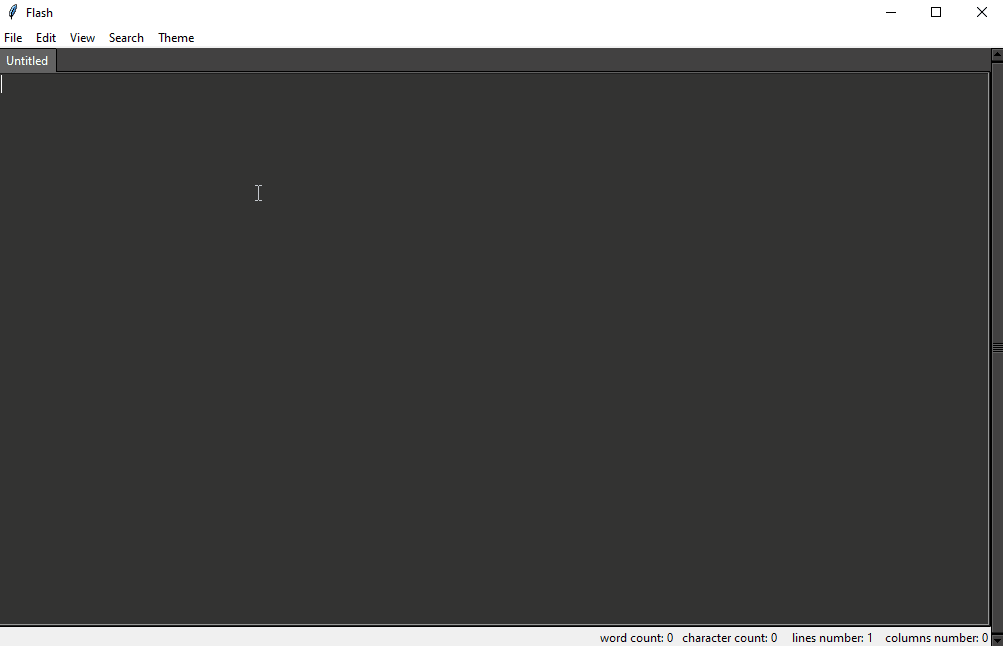 Flash
File Edit View Search Theme
Untitled
word count: 0 character count: 0 lines number: 1 columns number: 0